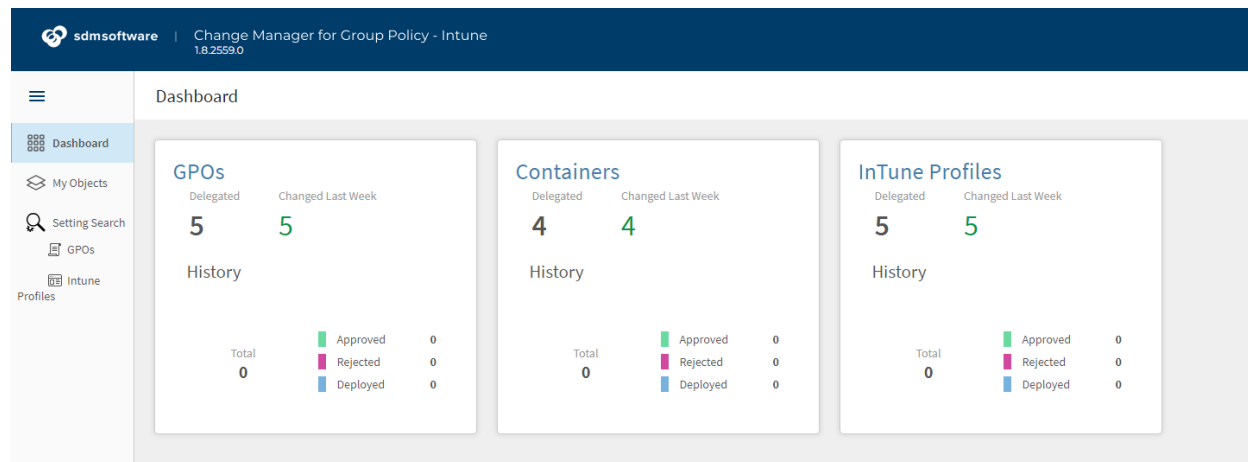 sdmsoftware | Change Manager for Group Policy - Intune
1.8.2559.0
Dashboard
Dashboard
My Objects
Setting Search
GPOs
Intune
Profiles
GPOs
Delegated Changed Last Week
5 5
History
Total
0
Approved 0
Rejected 0
Deployed 0
Containers
Delegated Changed Last Week
4 4
History
Total
0
Approved 0
Rejected 0
Deployed 0
InTune Profiles
Delegated Changed Last Week
5 5
History
Total
0
Approved 0
Rejected 0
Deployed 0